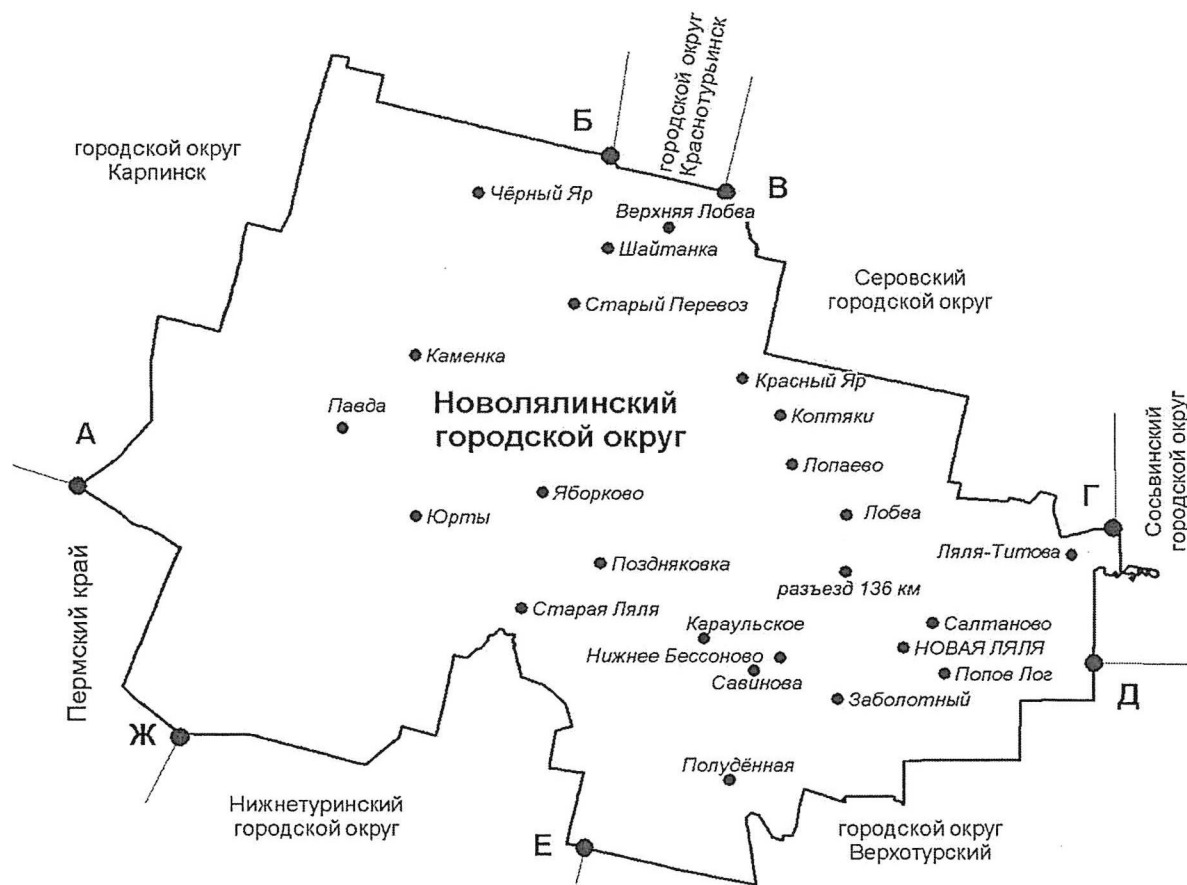 городской округ
Краснотурьинск
Б
городской округ
Карпинск
В
Чёрный Яр
Верхняя Лобва
Шайтанка
Серовский
городской округ
Старый Перевоз
Каменка
Красный Яр
Павда
Новолялинский
городской округ
Коптяки
А
Лопаево
Сосьвинский
городской округ
Яборково
Г
Юрты
Лобва
Ляля-Титова
Поздняковка
разъезд 136 км
Пермский край
Старая Ляля
Караульское
Салтаново
НОВАЯ ЛЯЛЯ
Нижнее Бессоново
Савинова
Попов Лог
Д
Заболотный
Ж
Полудённая
Нижнетуринский
городской округ
Е
городской округ
Верхотурский